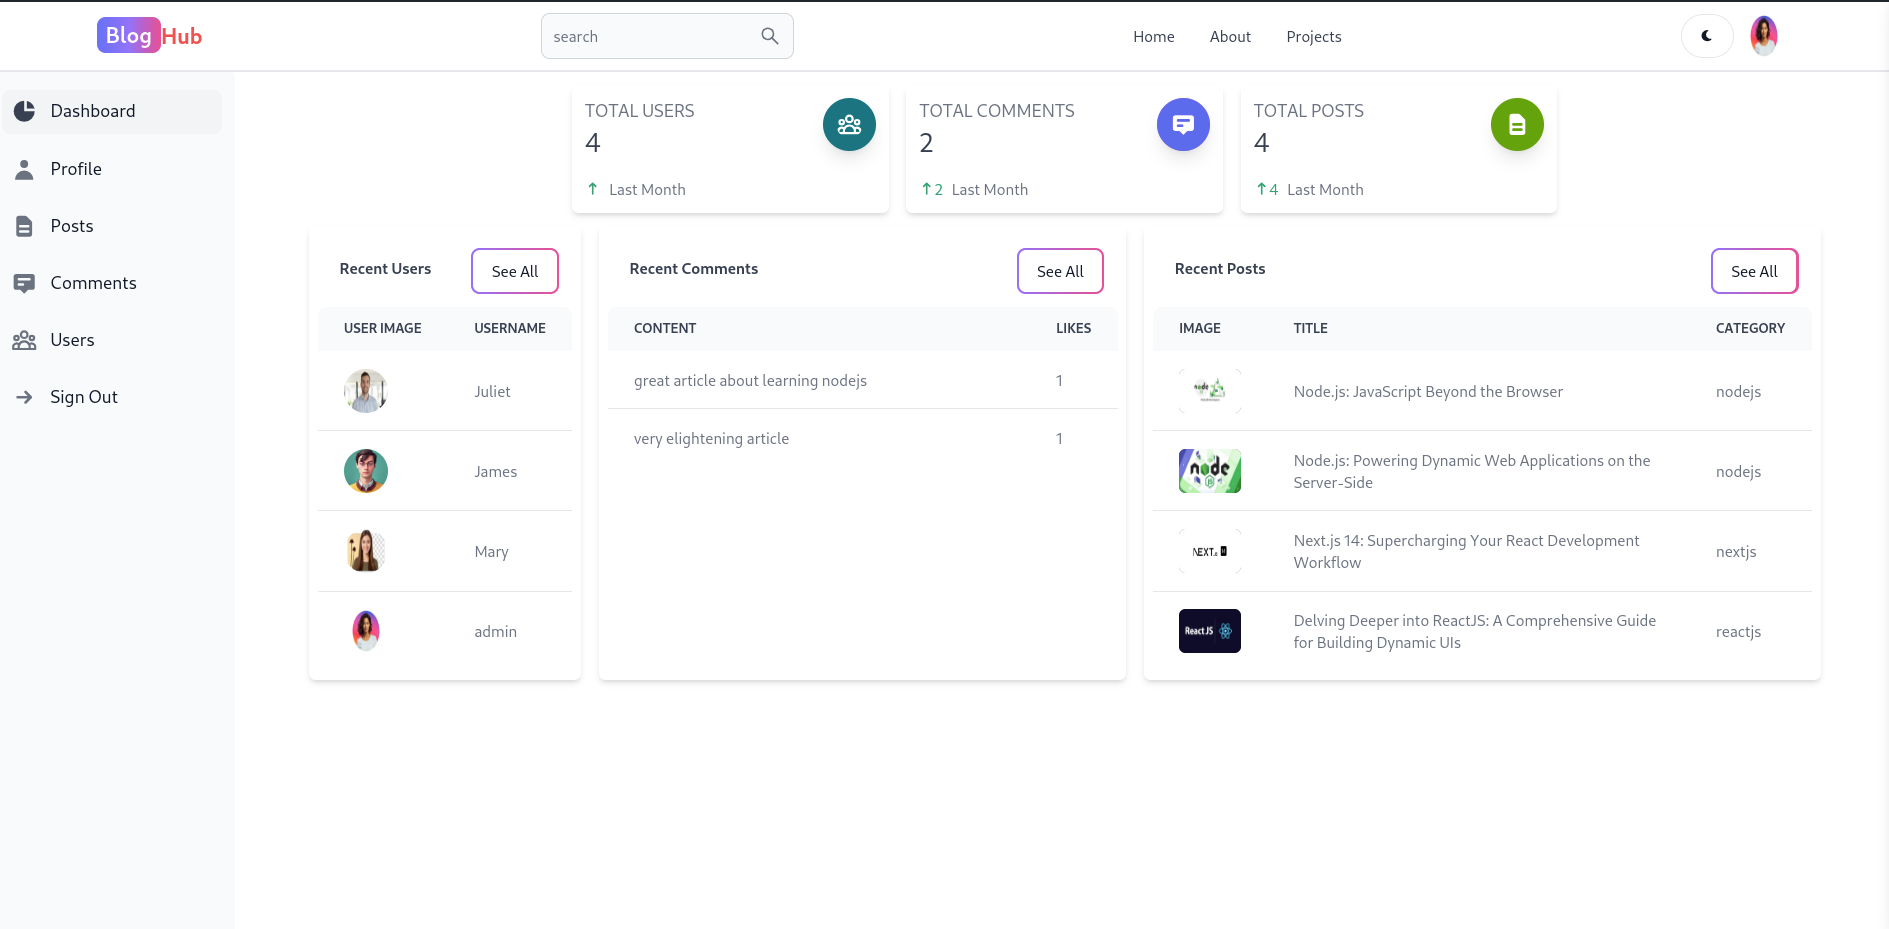 BlogHub
search
Home
About
Projects
Dashboard
Profile
Posts
Comments
Users
Sign Out
TOTAL USERS
4
Last Month
TOTAL COMMENTS
2
2 Last Month
TOTAL POSTS
4
4 Last Month
Recent Users
See All
USER IMAGE USERNAME
Juliet
James
Mary
admin
Recent Comments
See All
CONTENT LIKES
great article about learning nodejs 1
very elightening article 1
Recent Posts
See All
IMAGE TITLE CATEGORY
node
Node.js: JavaScript Beyond the Browser
nodejs
node
JS
Node.js: Powering Dynamic Web Applications on the
Server-Side
nodejs
NEXT.
Next.js 14: Supercharging Your React Development
Workflow
nextjs
ReactJS
Delving Deeper into ReactJS: A Comprehensive Guide
for Building Dynamic UIs
reactjs